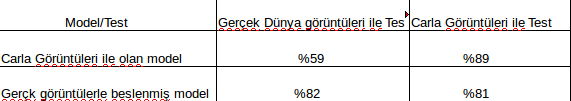 Model/Test Gerçek Dünya görüntüleri ile Tes Carla Görüntüleri ile Test
Carla Görüntüleri ile olan model %59 %89
Gerçk görüntülerle beslenmiş model %82 %81